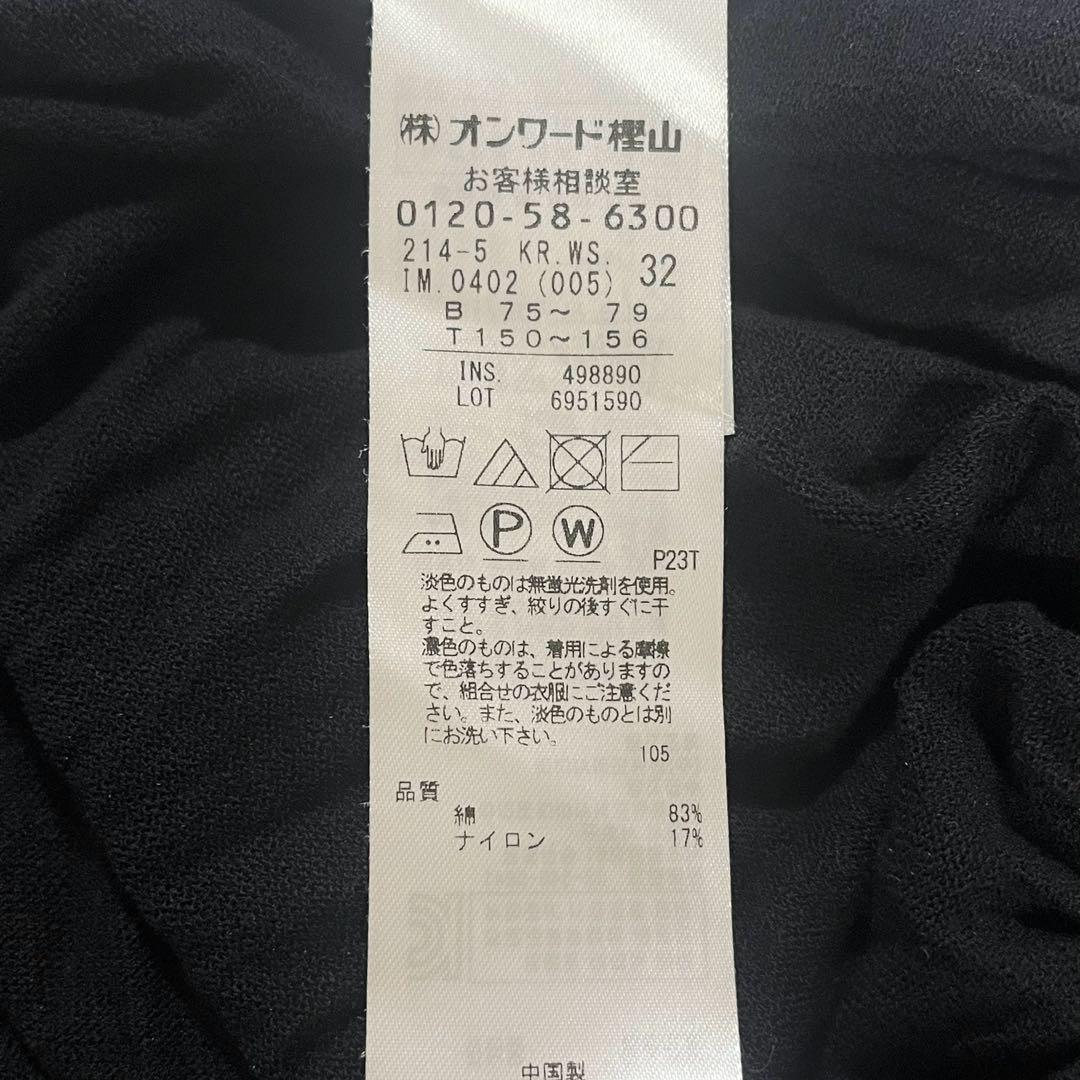 (株)オンワード樫山
お客様相談室
0120-58-6300
214-5 KR.WS.
IM.0402 (005) 32
B 75～ 79
T150～156
INS. 498890
LOT 6951590
P
W
P23T
淡色のものは無蛍光洗剤を使用。
よくすすぎ、絞りの後すぐに干
すこと。
濃色のものは、着用による摩擦
で色落ちすることがありますの
で、組合せの衣服にご注意くだ
さい。また、淡色のものとは別
にお洗い下さい。
105
品質
綿 83%
ナイロン 17%
中国製